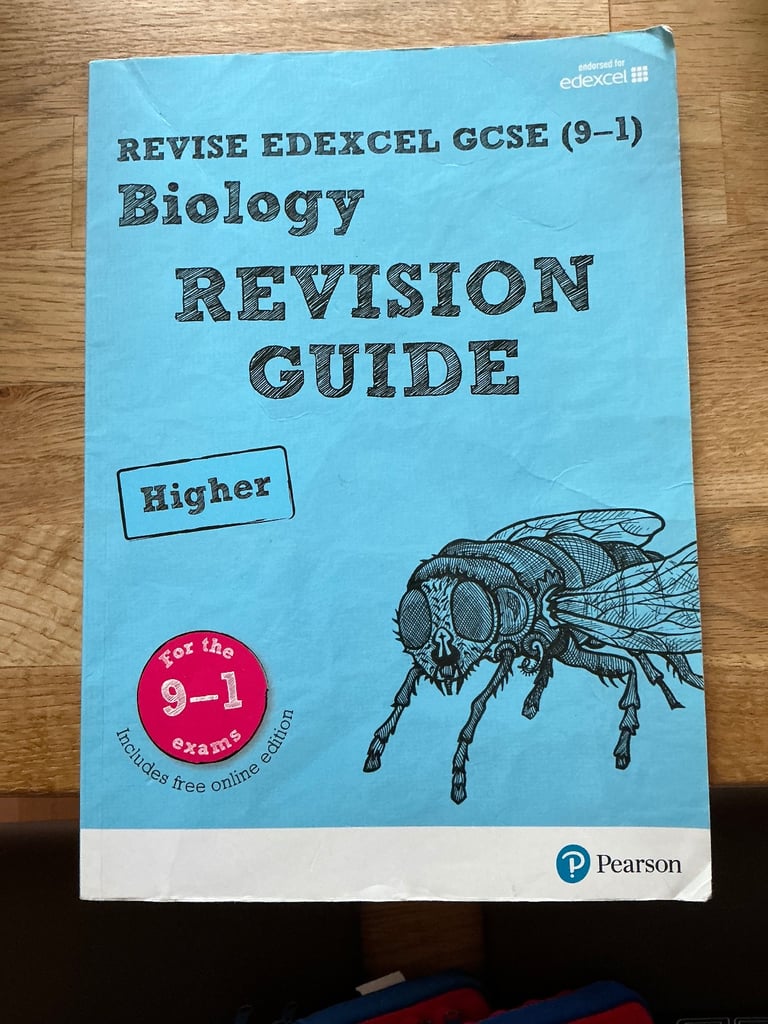 endorsed for
edexcel
REVISE EDEXCEL GCSE (9–1)
Biology
REVISION
GUIDE
Higher
For the
9–1
exams
Includes free online edition
Pearson